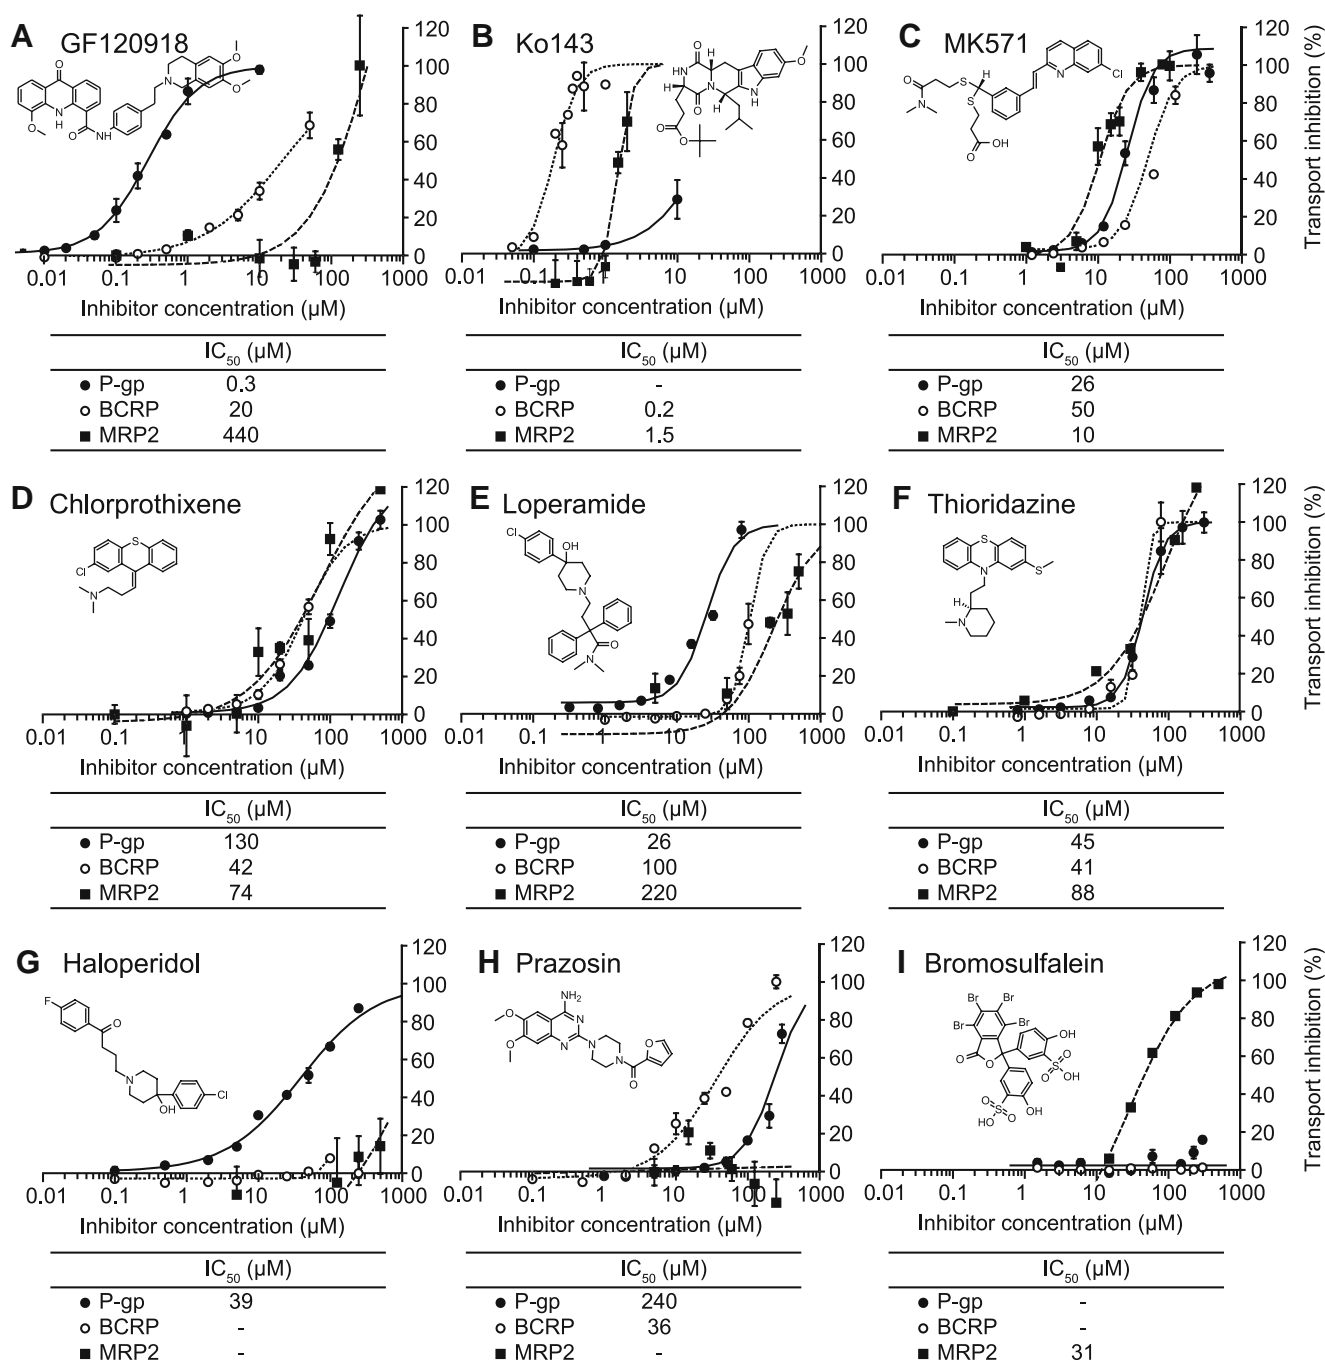 A GF120918
B Ko143
C MK571
120
100
80
60
40
20
0
0.01 0.1 1 10 100 1000
Inhibitor concentration (µM)
120
100
80
60
40
20
0
0.01 0.1 1 10 100 1000
Inhibitor concentration (µM)
120
100
80
60
40
20
0
0.01 0.1 1 10 100 1000
Inhibitor concentration (µM)
Transport inhibition (%)
IC50 (µM)
P-gp 0.3
BCRP 20
MRP2 440
IC50 (µM)
P-gp -
BCRP 0.2
MRP2 1.5
IC50 (µM)
P-gp 26
BCRP 50
MRP2 10
D Chlorprothixene
E Loperamide
F Thioridazine
120
100
80
60
40
20
0
0.01 0.1 1 10 100 1000
Inhibitor concentration (µM)
120
100
80
60
40
20
0
0.01 0.1 1 10 100 1000
Inhibitor concentration (µM)
120
100
80
60
40
20
0
0.01 0.1 1 10 100 1000
Inhibitor concentration (µM)
Transport inhibition (%)
IC50 (µM)
P-gp 130
BCRP 42
MRP2 74
IC50 (µM)
P-gp 26
BCRP 100
MRP2 220
IC50 (µM)
P-gp 45
BCRP 41
MRP2 88
G Haloperidol
H Prazosin
I Bromosulfalein
120
100
80
60
40
20
0
0.01 0.1 1 10 100 1000
Inhibitor concentration (µM)
120
100
80
60
40
20
0
0.01 0.1 1 10 100 1000
Inhibitor concentration (µM)
120
100
80
60
40
20
0
0.01 0.1 1 10 100 1000
Inhibitor concentration (µM)
Transport inhibition (%)
IC50 (µM)
P-gp 39
BCRP -
MRP2 -
IC50 (µM)
P-gp 240
BCRP 36
MRP2 -
IC50 (µM)
P-gp -
BCRP -
MRP2 31